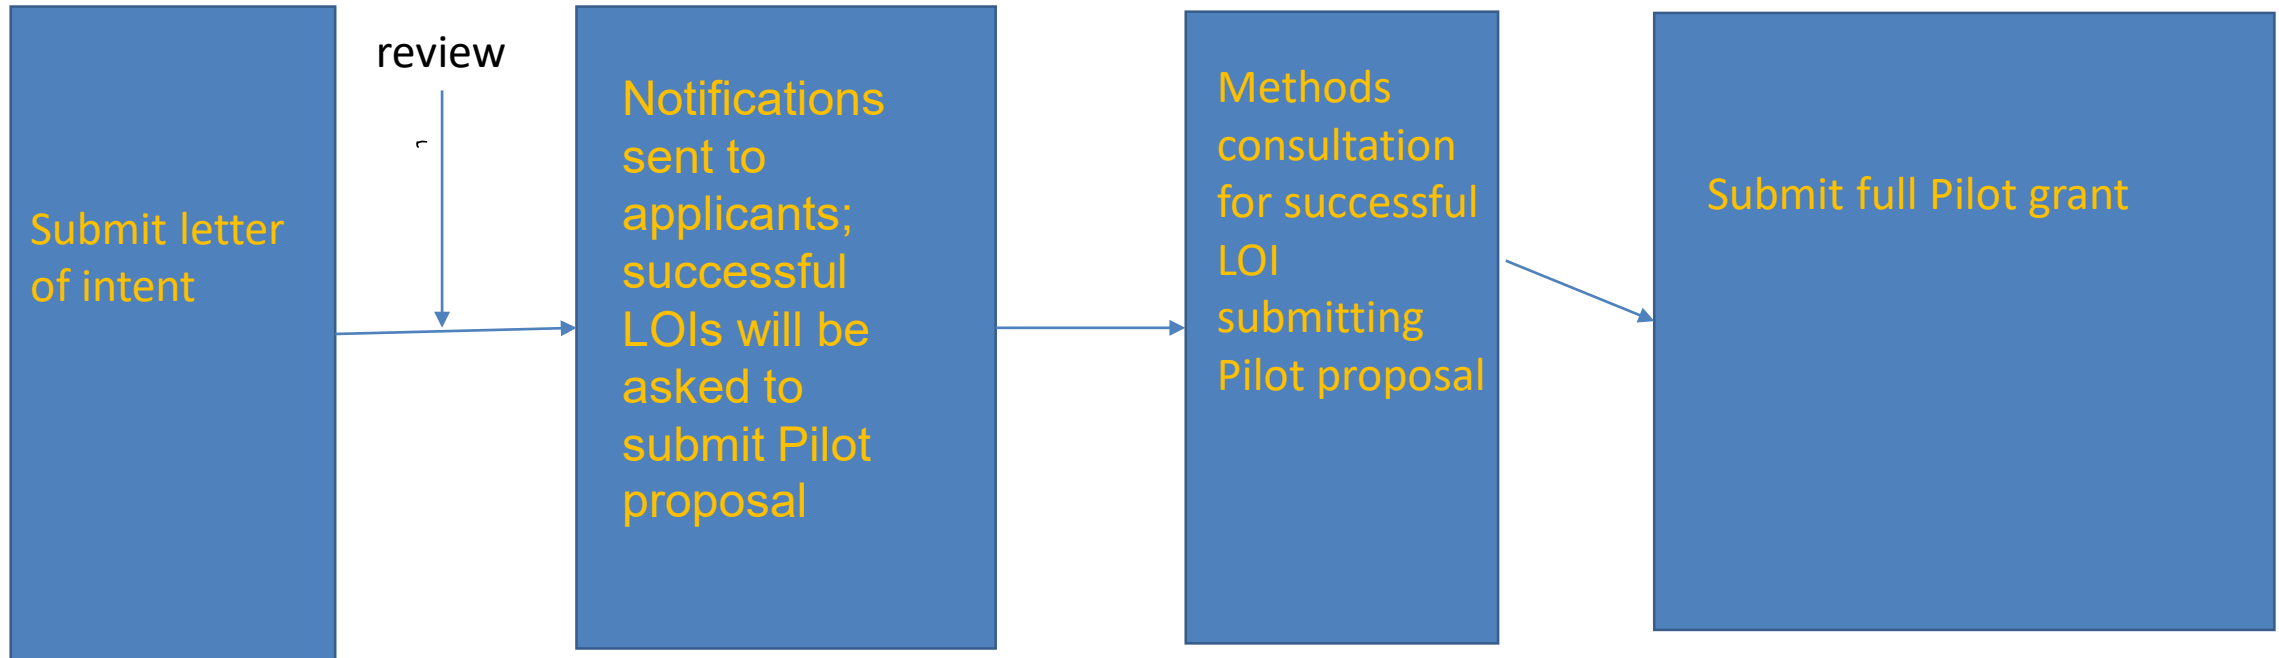 Submit letter
of intent
review
Notifications
sent to
applicants;
successful
LOIs will be
asked to
submit Pilot
proposal
Methods
consultation
for successful
LOI
submitting
Pilot proposal
Submit full Pilot grant